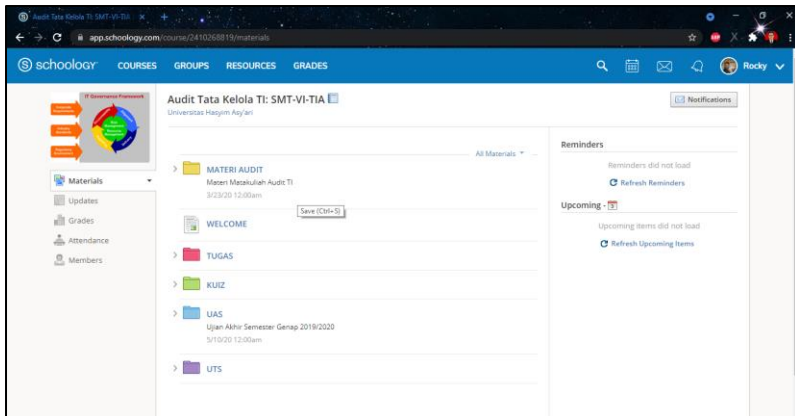 Audit Tata Kelola TI: SMT-VI-TIA
app.schoology.com/course/2410268819/materials
schoology
COURSES
GROUPS
RESOURCES
GRADES
Rocky
IT Governance Framework
Audit Tata Kelola TI: SMT-VI-TIA
Universitas Hasyim Asy'ari
Notifications
Materials
Updates
Grades
Attendance
Members
All Materials
MATERI AUDIT
Materi Matakuliah Audit TI
3/23/20 12:00am
Save (Ctrl+S)
WELCOME
TUGAS
KUIZ
UAS
Ujian Akhir Semester Genap 2019/2020
5/10/20 12:00am
UTS
Reminders
Reminders did not load
Refresh Reminders
Upcoming -
Upcoming items did not load
Refresh Upcoming Items